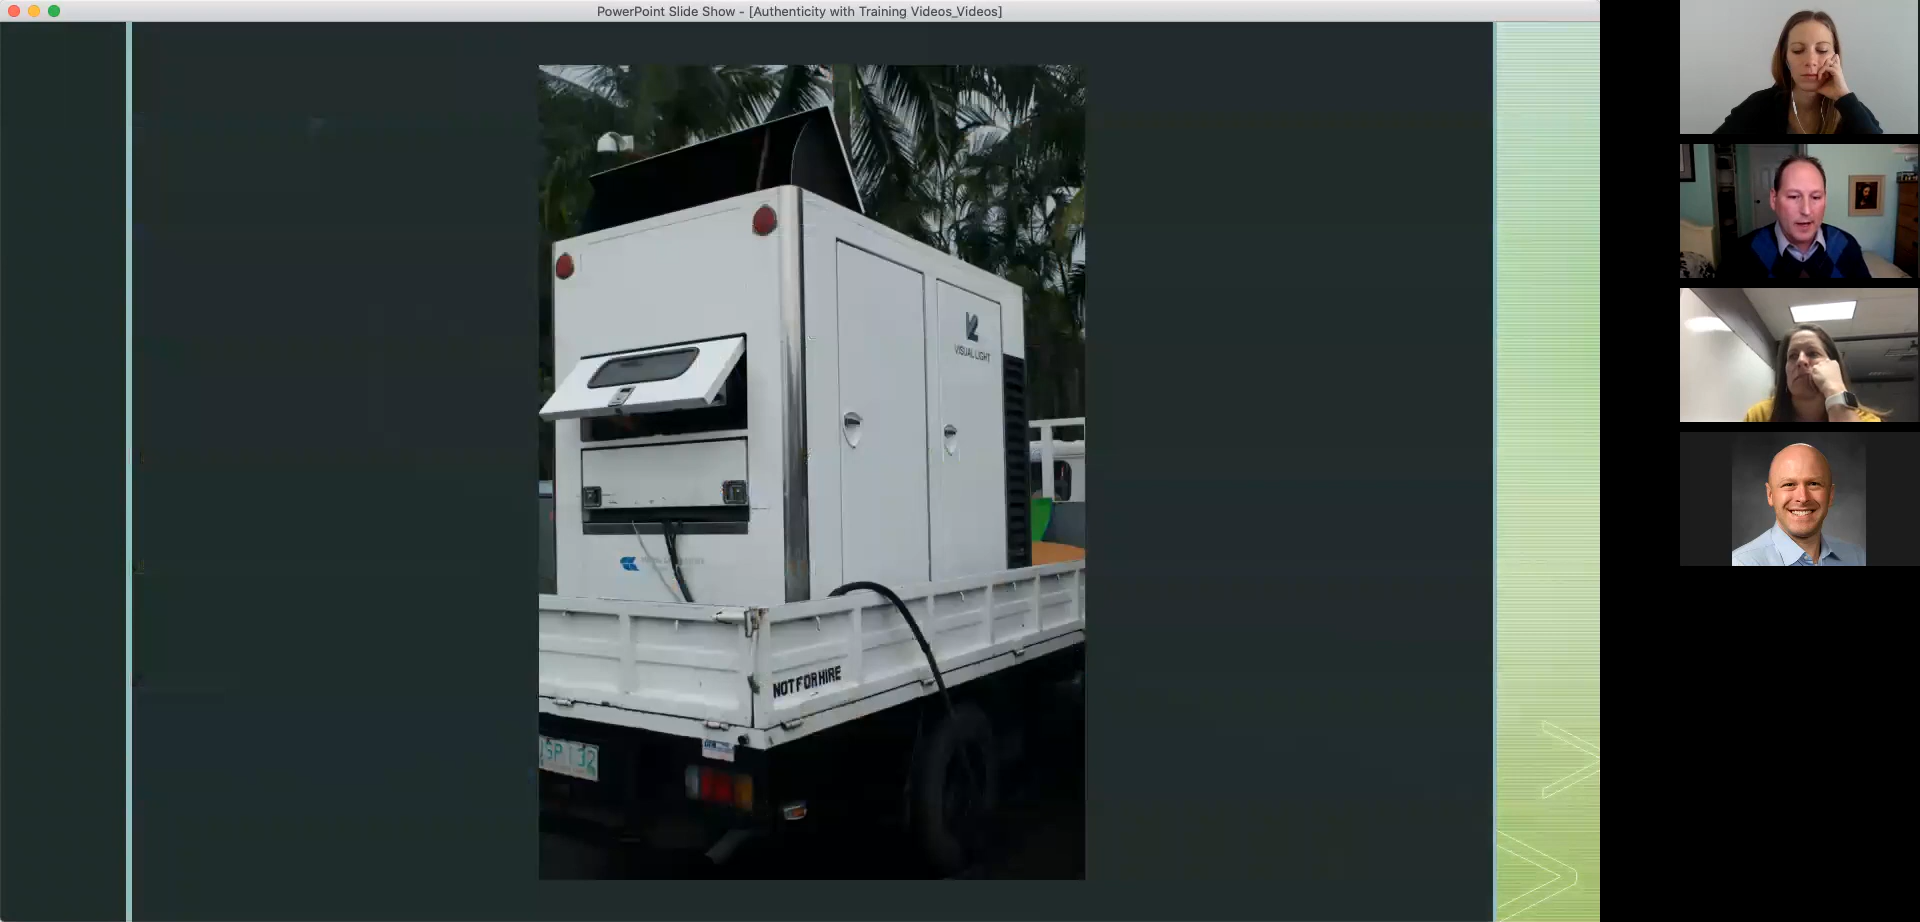 PowerPoint Slide Show - [Authenticity with Training Videos_Videos]
VISUAL LIGHT
NOT FOR HIRE